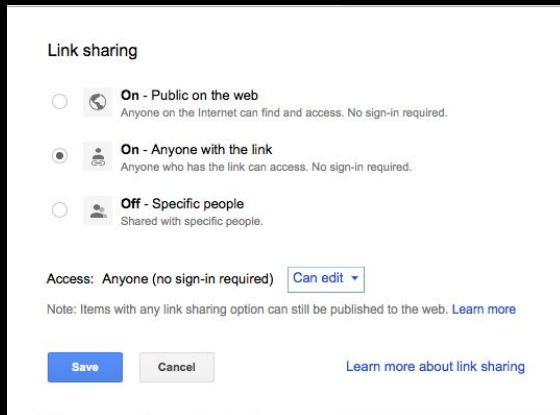 Link sharing
On - Public on the web
Anyone on the Internet can find and access. No sign-in required.
On - Anyone with the link
Anyone who has the link can access. No sign-in required.
Off - Specific people
Shared with specific people.
Access: Anyone (no sign-in required) Can edit
Note: Items with any link sharing option can still be published to the web. Learn more
Save Cancel Learn more about link sharing